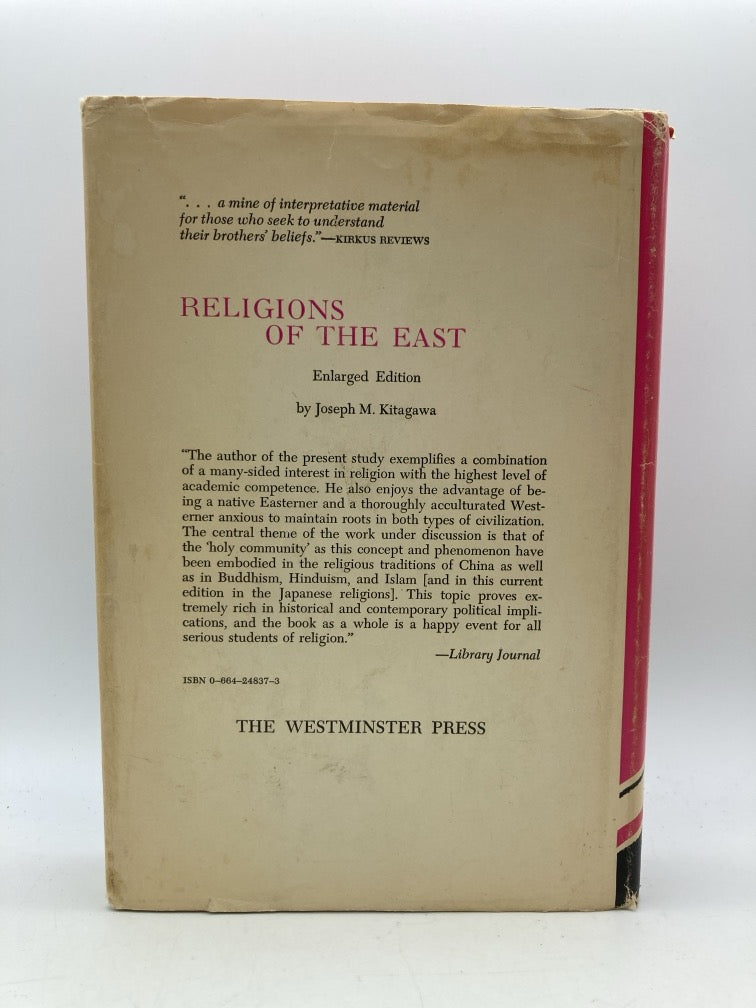 ". . . a mine of interpretative material
for those who seek to understand
their brothers' beliefs."—KIRKUS REVIEWS
RELIGIONS
OF THE EAST
Enlarged Edition
by Joseph M. Kitagawa
"The author of the present study exemplifies a combination
of a many-sided interest in religion with the highest level of
academic competence. He also enjoys the advantage of be-
ing a native Easterner and a thoroughly acculturated West-
erner anxious to maintain roots in both types of civilization.
The central theme of the work under discussion is that of
the 'holy community' as this concept and phenomenon have
been embodied in the religious traditions of China as well
as in Buddhism, Hinduism, and Islam [and in this current
edition in the Japanese religions]. This topic proves ex-
tremely rich in historical and contemporary political impli-
cations, and the book as a whole is a happy event for all
serious students of religion."
—Library Journal
ISBN 0–664–24837–3
THE WESTMINSTER PRESS